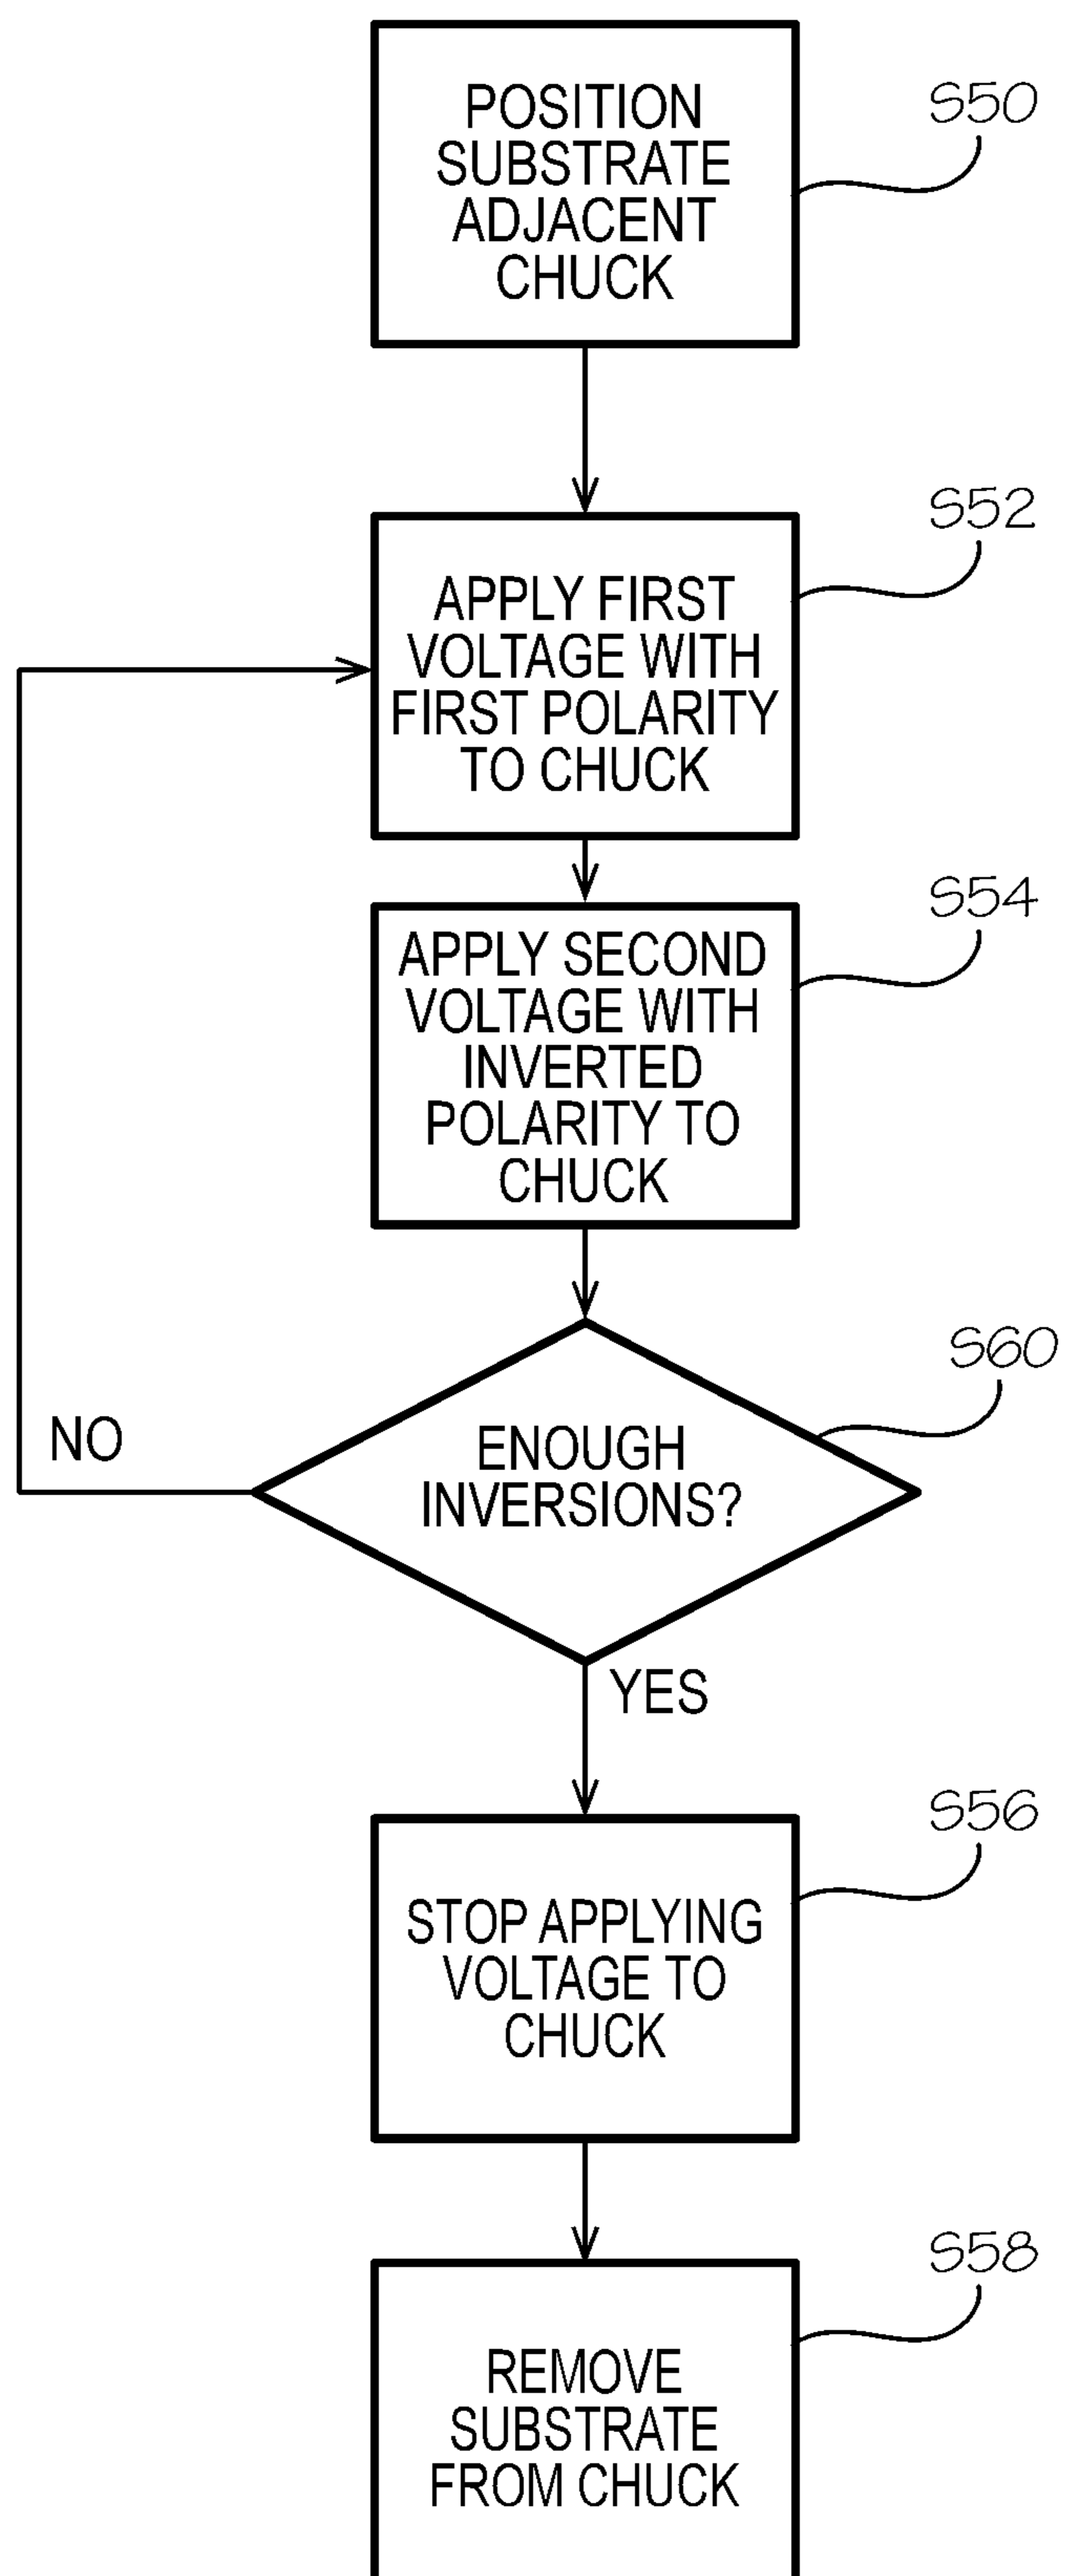 POSITION
SUBSTRATE
ADJACENT
CHUCK
S50
APPLY FIRST
VOLTAGE WITH
FIRST POLARITY
TO CHUCK
S52
APPLY SECOND
VOLTAGE WITH
INVERTED
POLARITY TO
CHUCK
S54
ENOUGH
INVERSIONS?
S60
NO
YES
STOP APPLYING
VOLTAGE TO
CHUCK
S56
REMOVE
SUBSTRATE
FROM CHUCK
S58